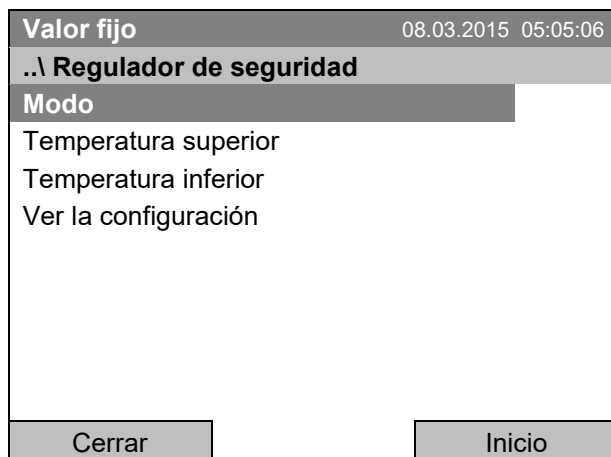 Valor fijo 08.03.2015 05:05:06
..\ Regulador de seguridad
Modo
Temperatura superior
Temperatura inferior
Ver la configuración
Cerrar Inicio